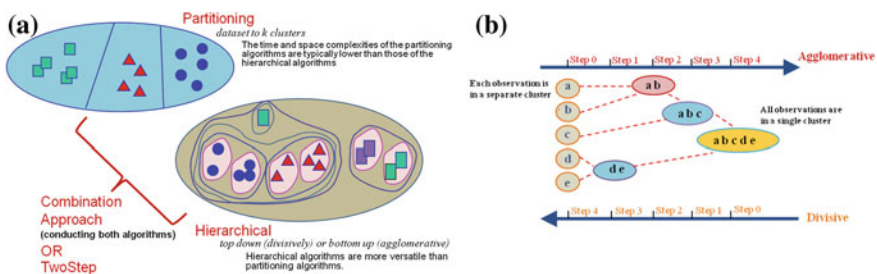 (a)
Partitioning
dataset to k clusters
The time and space complexities of the partitioning
algorithms are typically lower than those of the
hierarchical algorithms
Combination
Approach
(conducting both algorithms)
OR
TwoStep
Hierarchical
top down (divisively) or bottom up (agglomerative)
Hierarchical algorithms are more versatile than
partitioning algorithms.
(b)
Step 0 Step 1 Step 2 Step 3 Step 4
Agglomerative
Each observation is
in a separate cluster
a
b
c
d
e
a b
a b c
d e
a b c d e
All observations are
in a single cluster
Step 4 Step 3 Step 2 Step 1 Step 0
Divisive